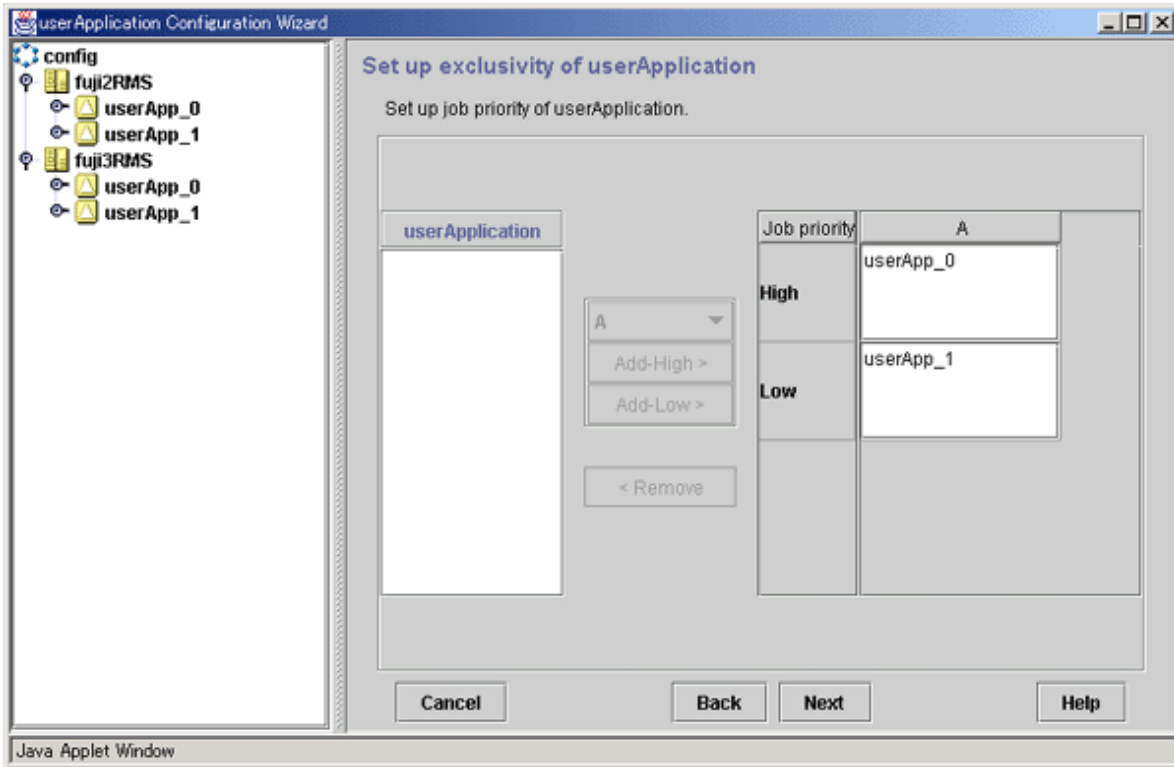 userApplication Configuration Wizard
config
fuji2RMS
userApp_0
userApp_1
fuji3RMS
userApp_0
userApp_1
Set up exclusivity of userApplication
Set up job priority of userApplication.
userApplication
A
Add-High >
Add-Low >
< Remove
Job priority A
High userApp_0
Low userApp_1
Cancel Back Next Help
Java Applet Window